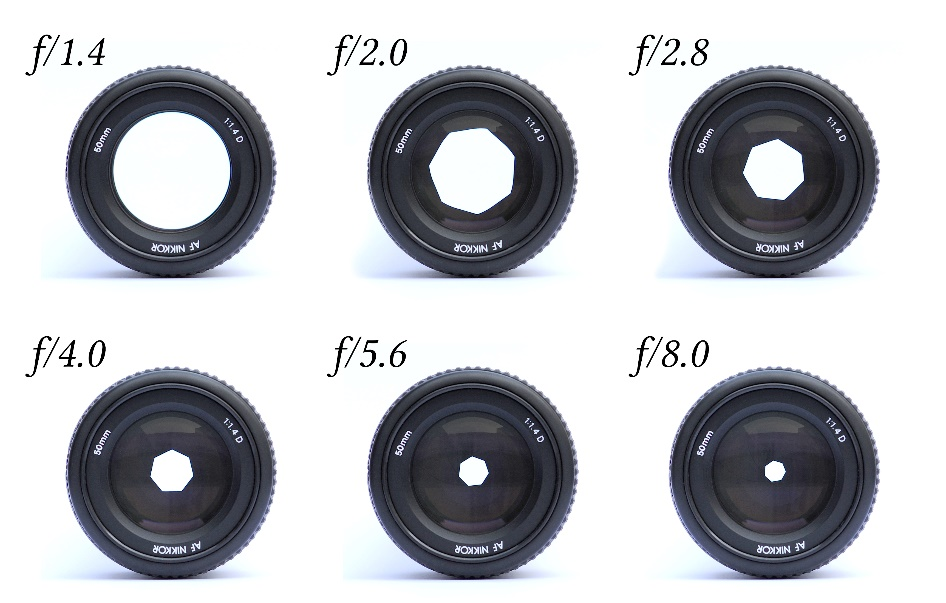 f/1.4
50mm
1:1.4 D
AF NIKKOR
f/2.0
50mm
1:1.4 D
AF NIKKOR
f/2.8
50mm
1:1.4 D
AF NIKKOR
f/4.0
50mm
1:1.4 D
AF NIKKOR
f/5.6
50mm
1:1.4 D
AF NIKKOR
f/8.0
50mm
1:1.4 D
AF NIKKOR